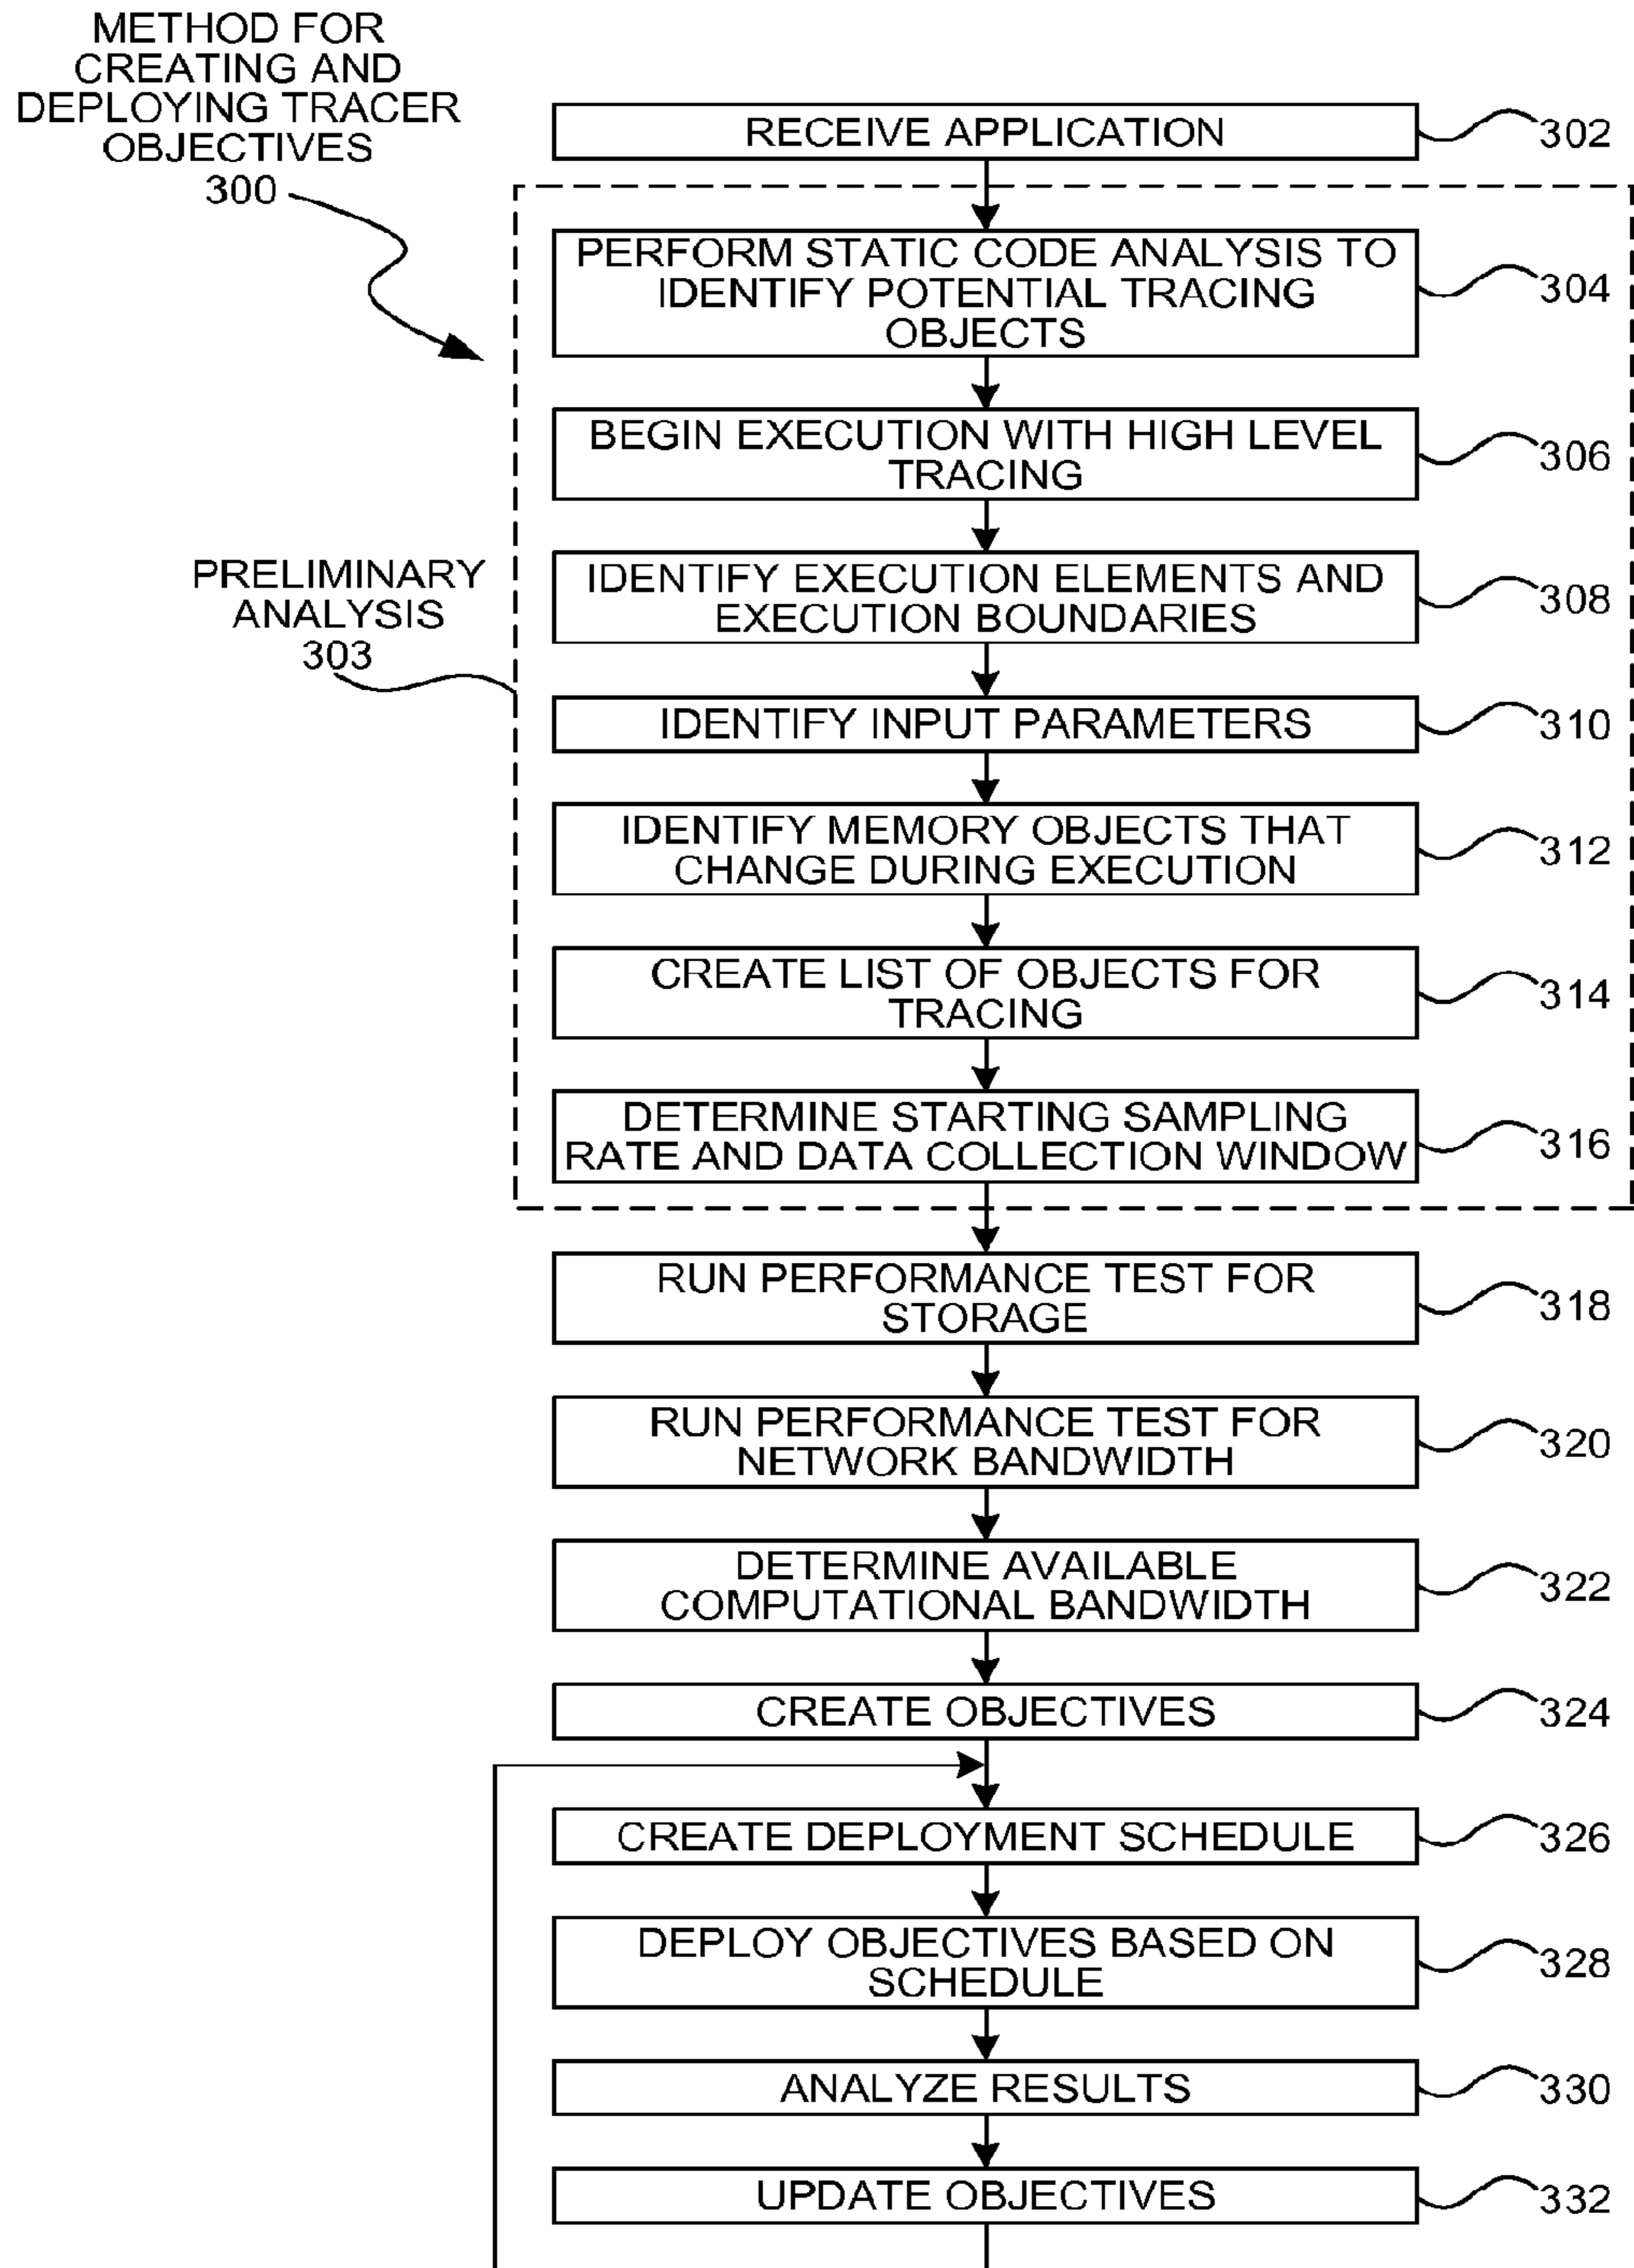 METHOD FOR
CREATING AND
DEPLOYING TRACER
OBJECTIVES
300
RECEIVE APPLICATION
302
PERFORM STATIC CODE ANALYSIS TO
IDENTIFY POTENTIAL TRACING
OBJECTS
304
BEGIN EXECUTION WITH HIGH LEVEL
TRACING
306
PRELIMINARY
ANALYSIS
303
IDENTIFY EXECUTION ELEMENTS AND
EXECUTION BOUNDARIES
308
IDENTIFY INPUT PARAMETERS
310
IDENTIFY MEMORY OBJECTS THAT
CHANGE DURING EXECUTION
312
CREATE LIST OF OBJECTS FOR
TRACING
314
DETERMINE STARTING SAMPLING
RATE AND DATA COLLECTION WINDOW
316
RUN PERFORMANCE TEST FOR
STORAGE
318
RUN PERFORMANCE TEST FOR
NETWORK BANDWIDTH
320
DETERMINE AVAILABLE
COMPUTATIONAL BANDWIDTH
322
CREATE OBJECTIVES
324
CREATE DEPLOYMENT SCHEDULE
326
DEPLOY OBJECTIVES BASED ON
SCHEDULE
328
ANALYZE RESULTS
330
UPDATE OBJECTIVES
332